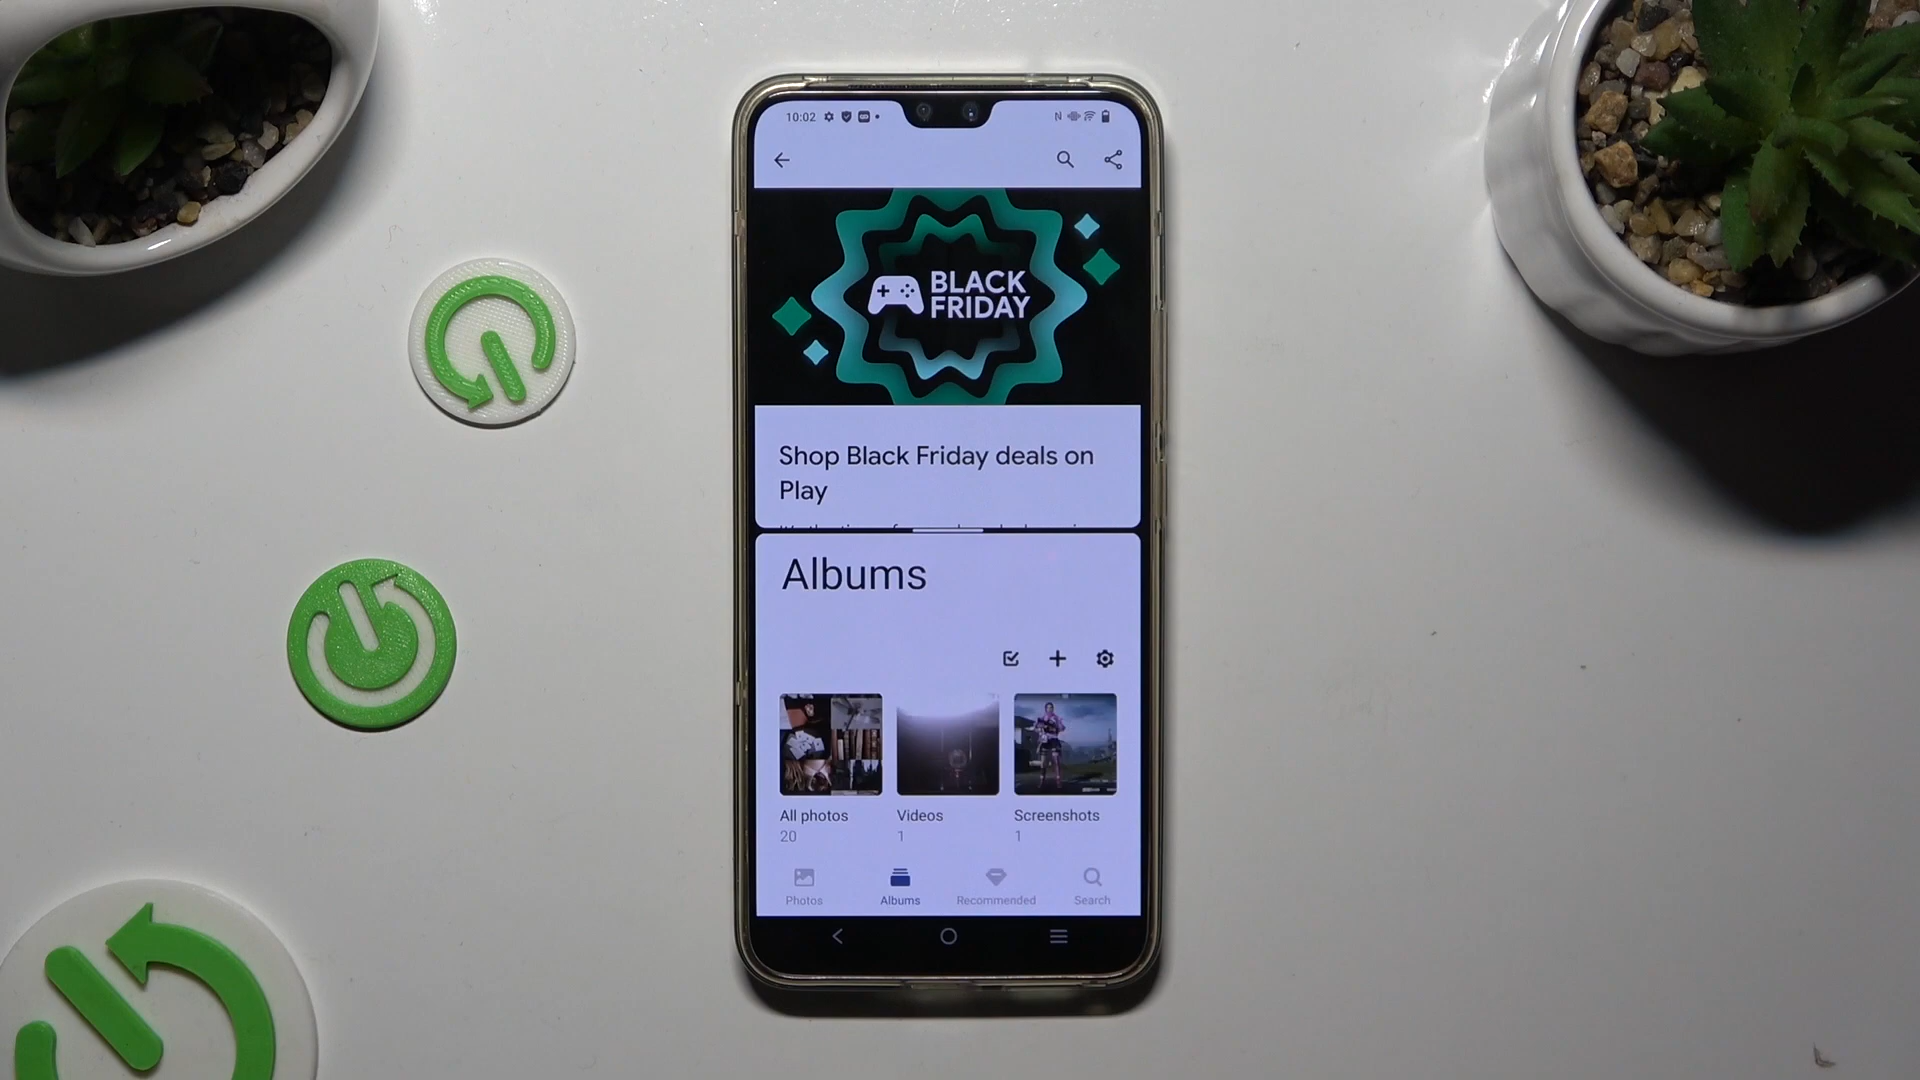 10:02
BLACK
FRIDAY
Shop Black Friday deals on
Play
Albums
All photos
20
Videos
1
Screenshots
1
Photos
Albums
Recommended
Search